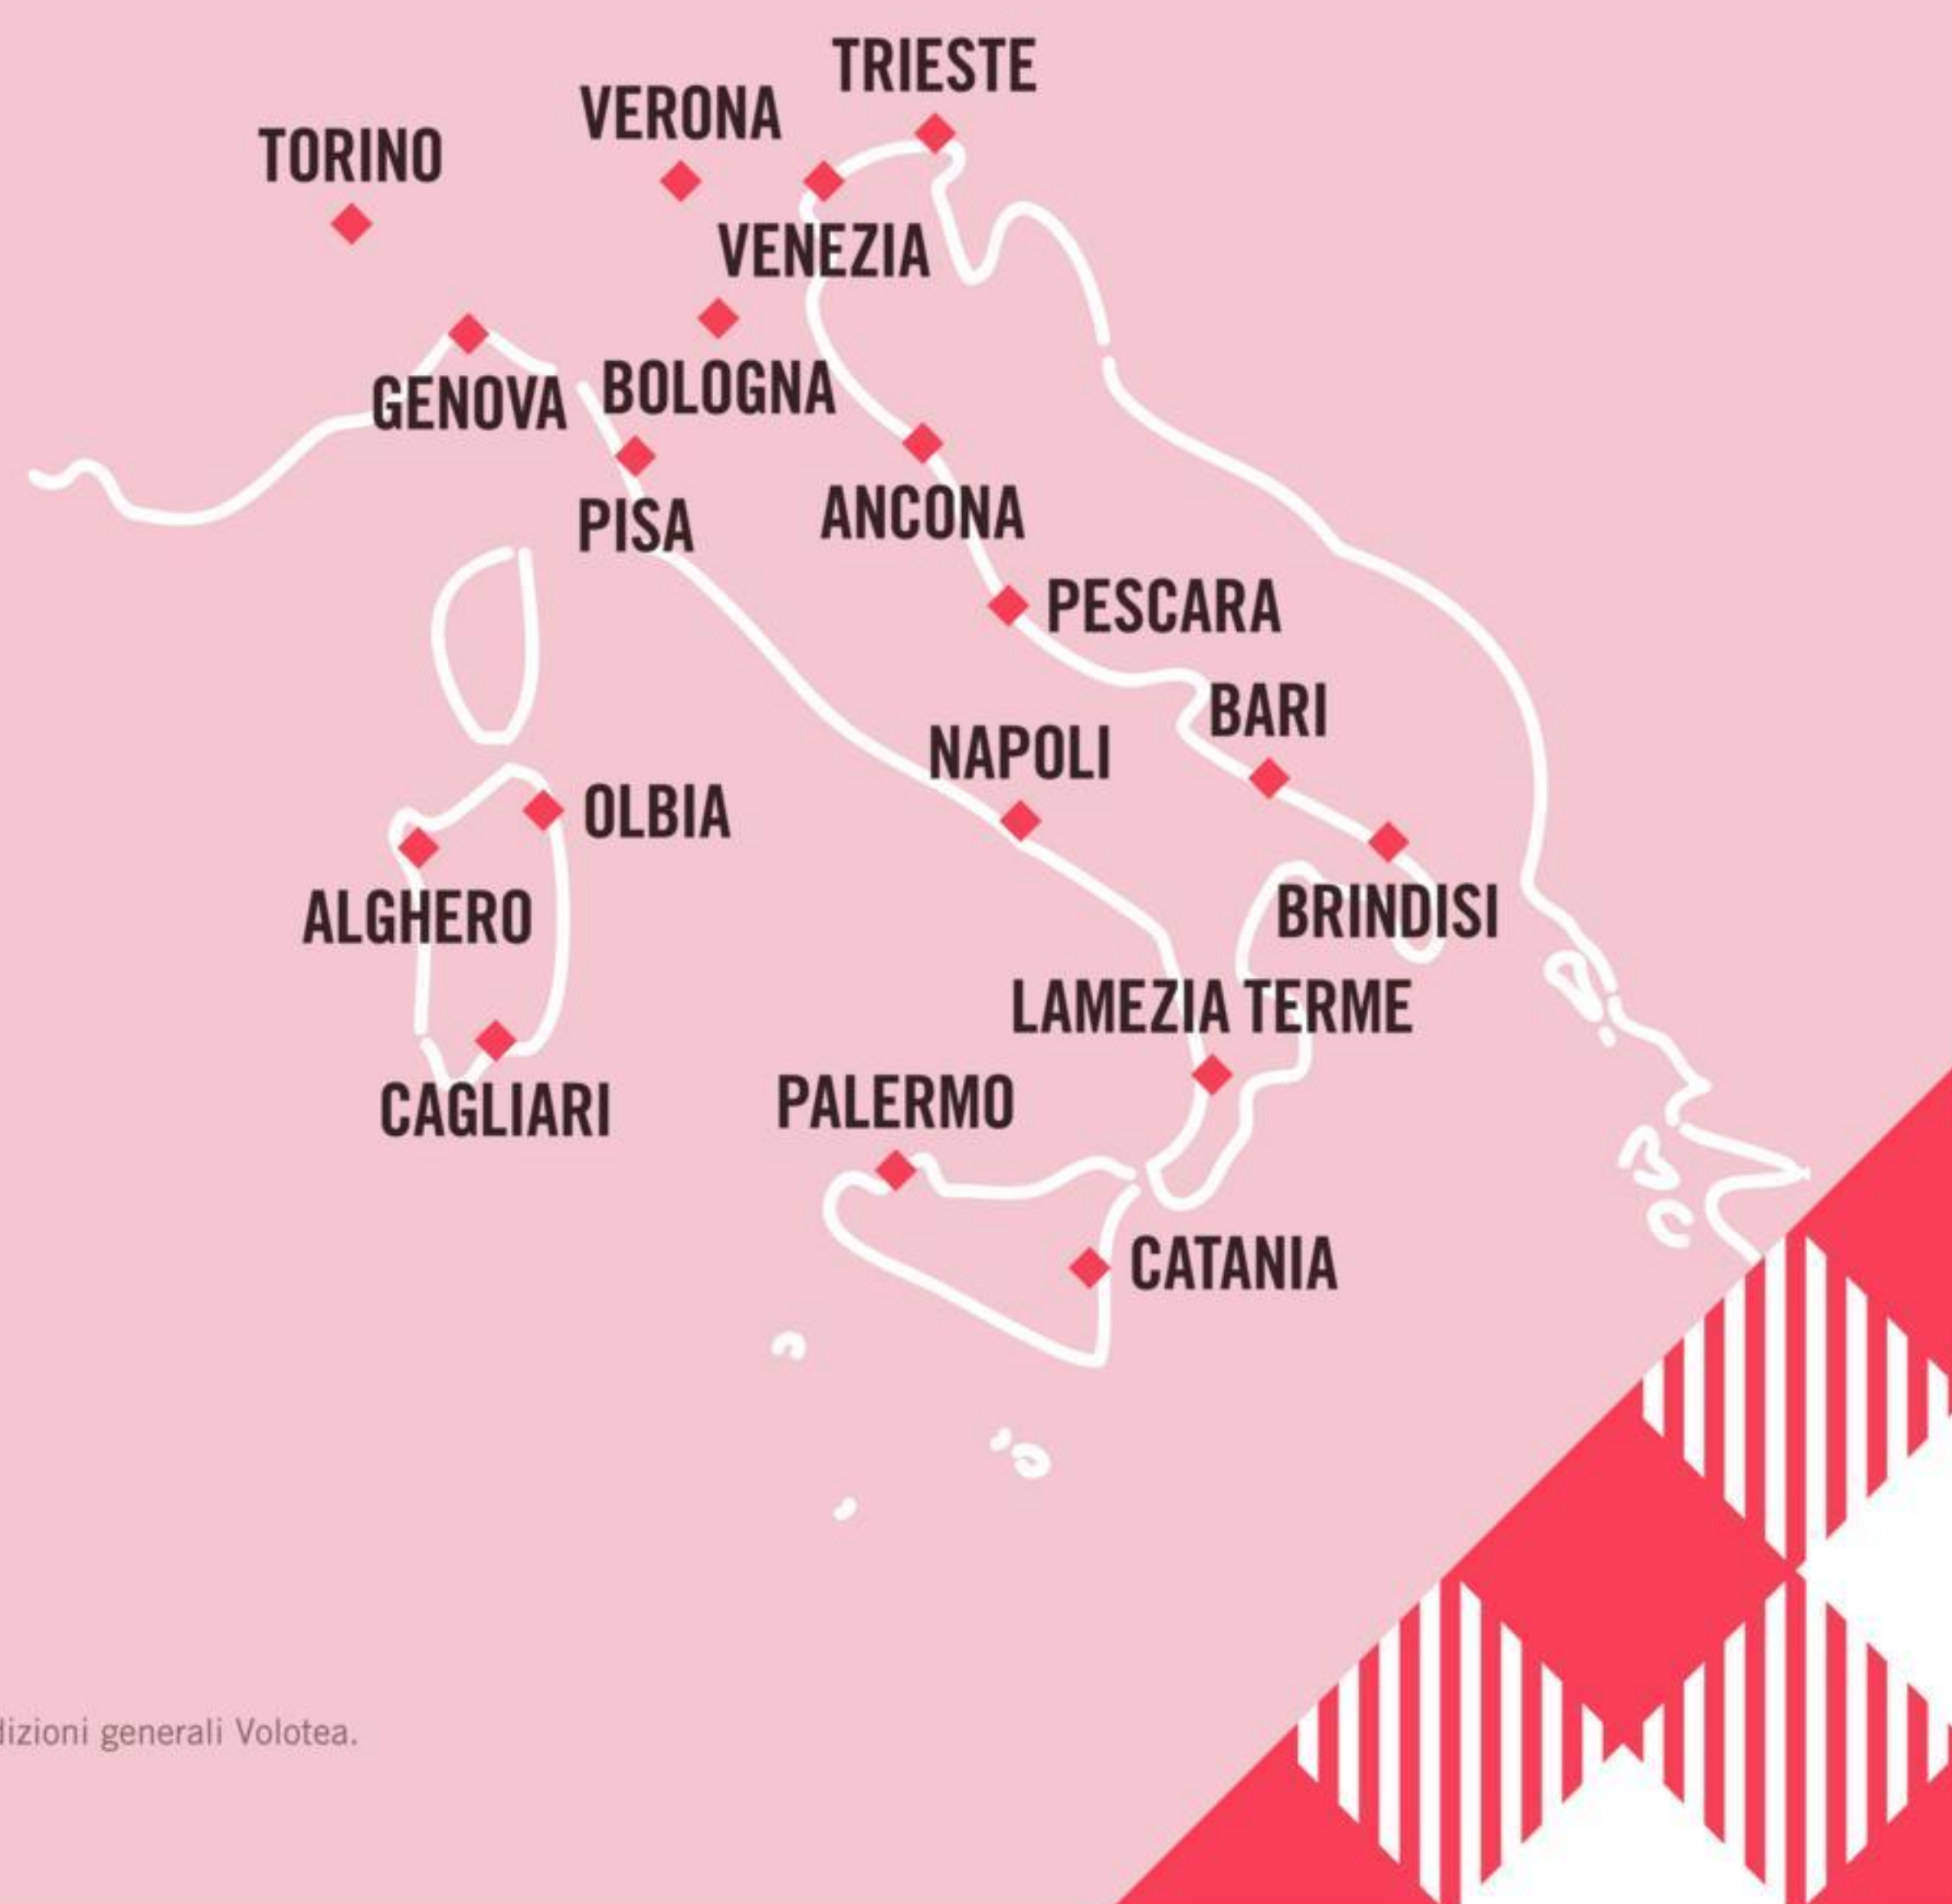 TRIESTE
VERONA
TORINO
VENEZIA
BOLOGNA
GENOVA
ANCONA
PISA
PESCARA
BARI
NAPOLI
OLBIA
ALGHERO
BRINDISI
LAMEZIA TERME
PALERMO
CAGLIARI
CATANIA
generali Volotea.